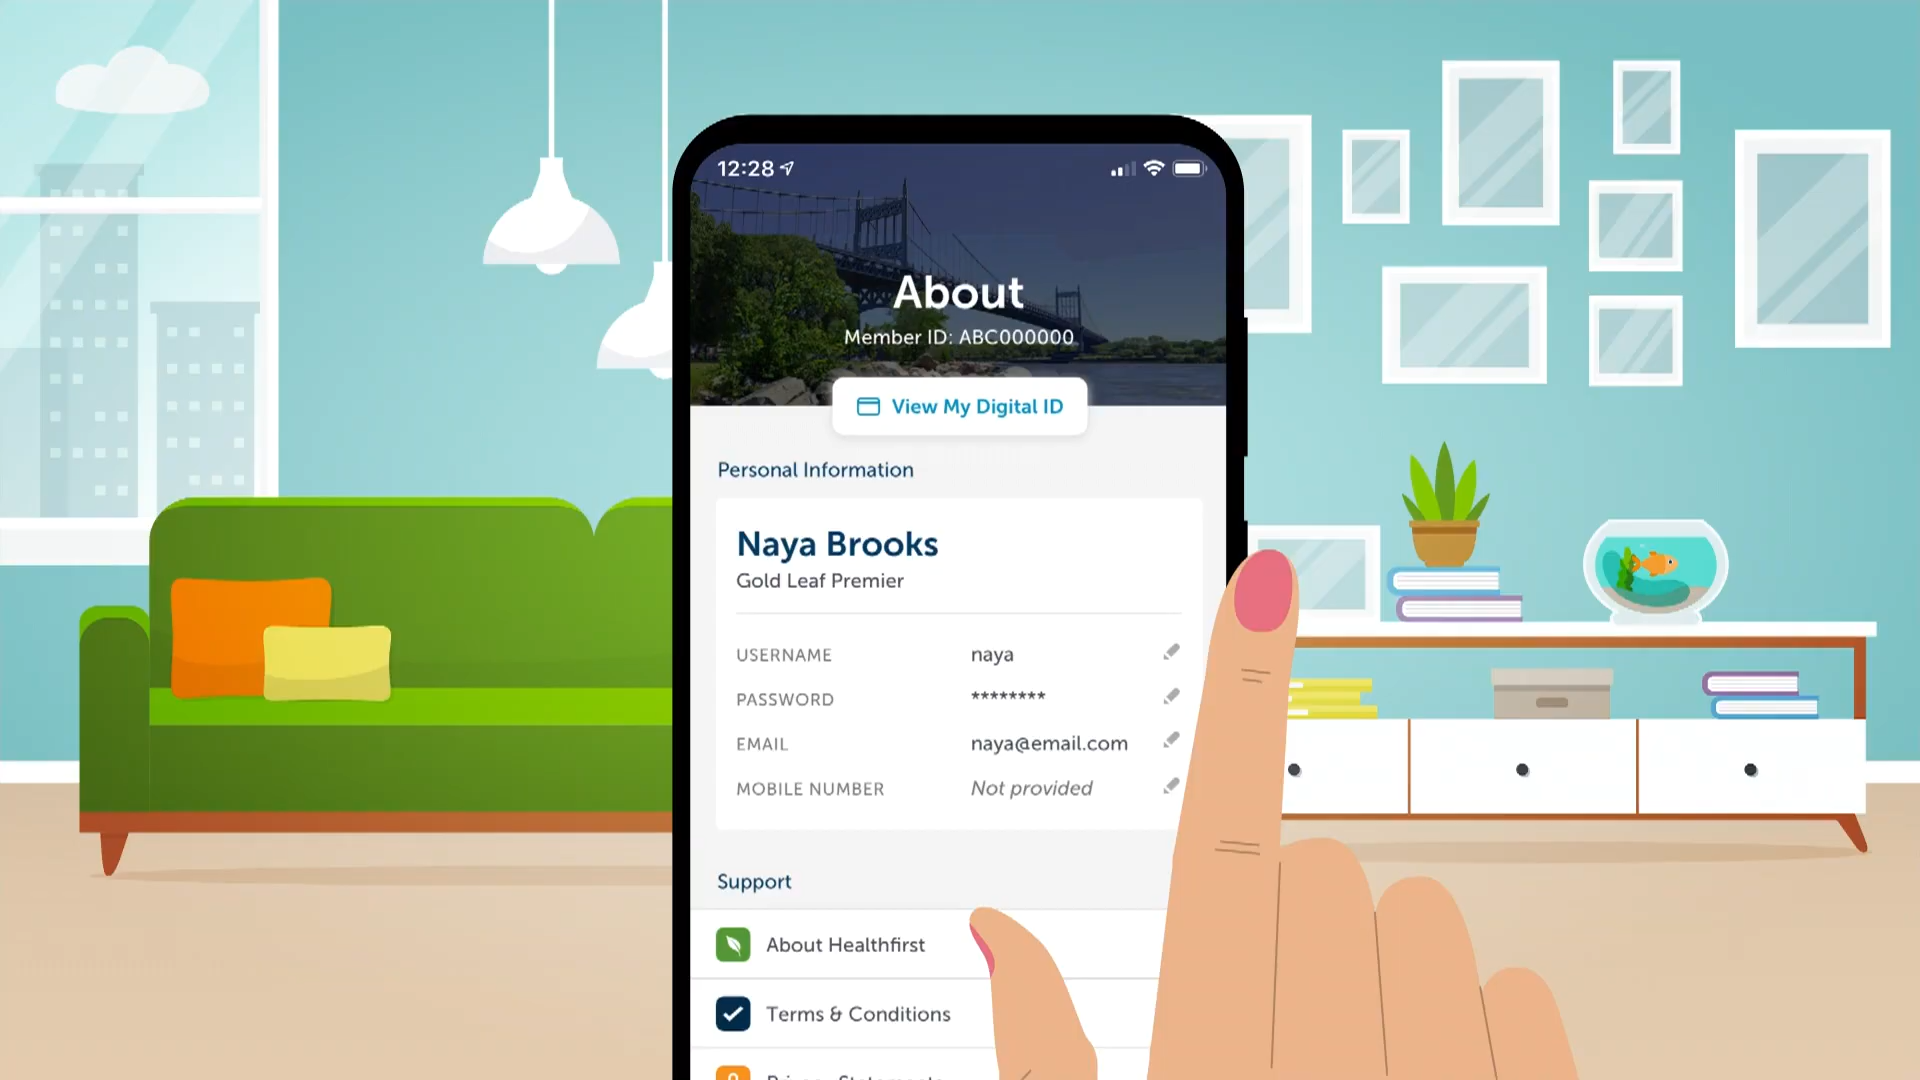 12:28
About
Member ID: ABC000000
View My Digital ID
Personal Information
Naya Brooks
Gold Leaf Premier
USERNAME naya
PASSWORD ********
EMAIL naya@email.com
MOBILE NUMBER Not provided
Support
About Healthfirst
Terms & Conditions